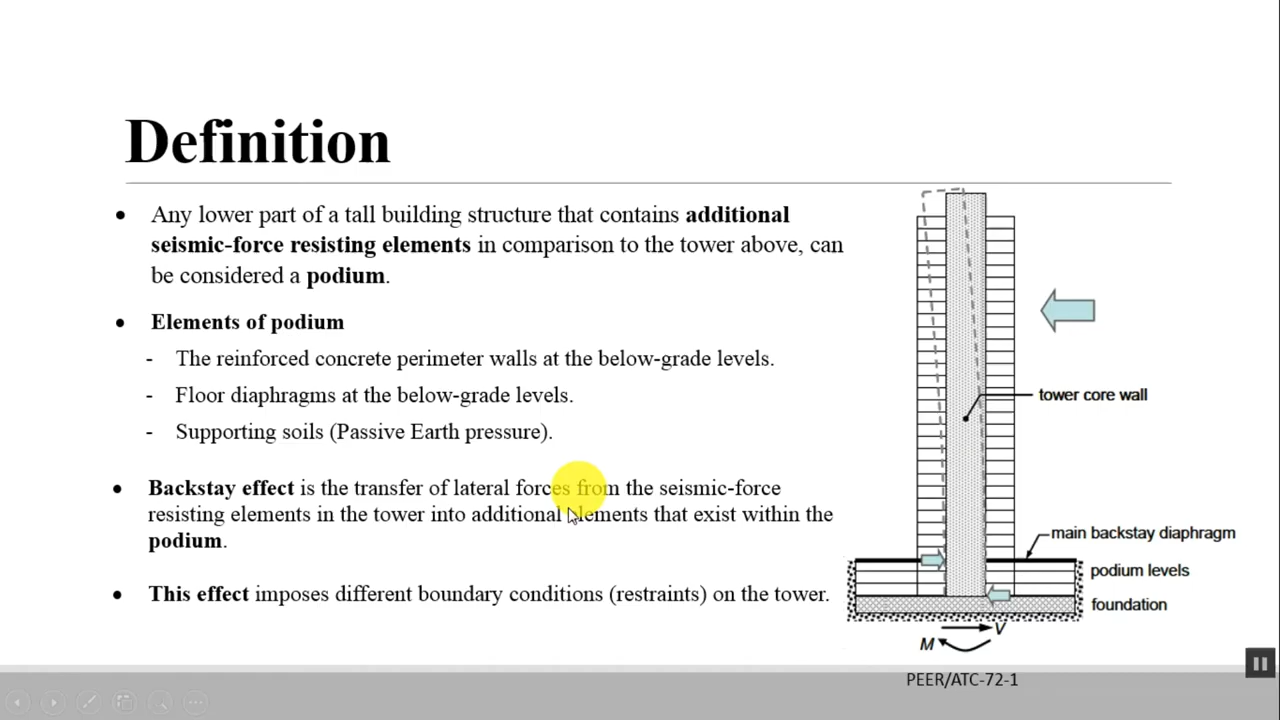 Definition
• Any lower part of a tall building structure that contains additional
seismic-force resisting elements in comparison to the tower above, can
be considered a podium.
• Elements of podium
- The reinforced concrete perimeter walls at the below-grade levels.
- Floor diaphragms at the below-grade levels.
- Supporting soils (Passive Earth pressure).
• Backstay effect is the transfer of lateral forces from the seismic-force
resisting elements in the tower into additional elements that exist within the
podium.
• This effect imposes different boundary conditions (restraints) on the tower.
tower core wall
main backstay diaphragm
podium levels
foundation
V
M
PEER/ATC-72-1